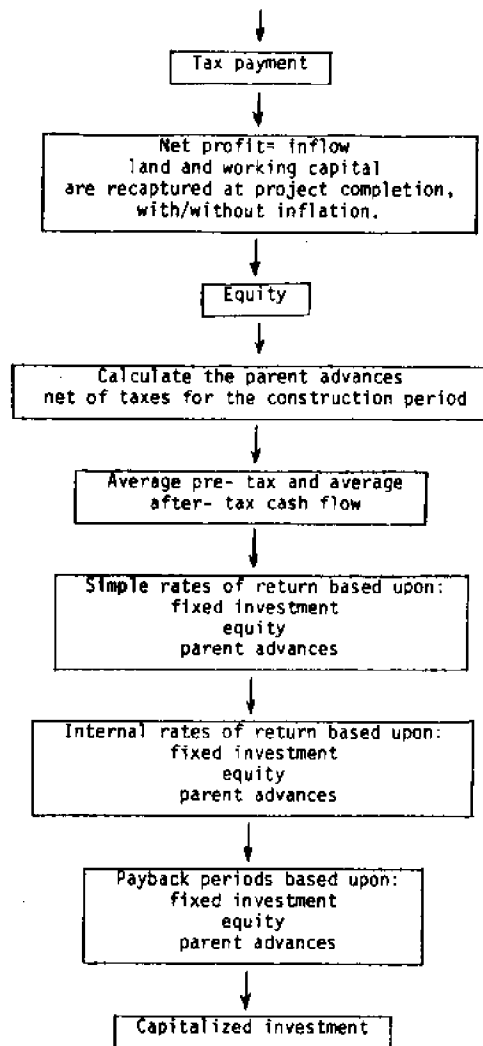 Tax payment
Net profit= inflow
land and working capital
are recaptured at project completion,
with/without inflation.
Equity
Calculate the parent advances
net of taxes for the construction period
Average pre- tax and average
after- tax cash flow
Simple rates of return based upon:
fixed investment
equity
parent advances
Internal rates of return based upon:
fixed investment
equity
parent advances
Payback periods based upon:
fixed investment
equity
parent advances
Capitalized investment